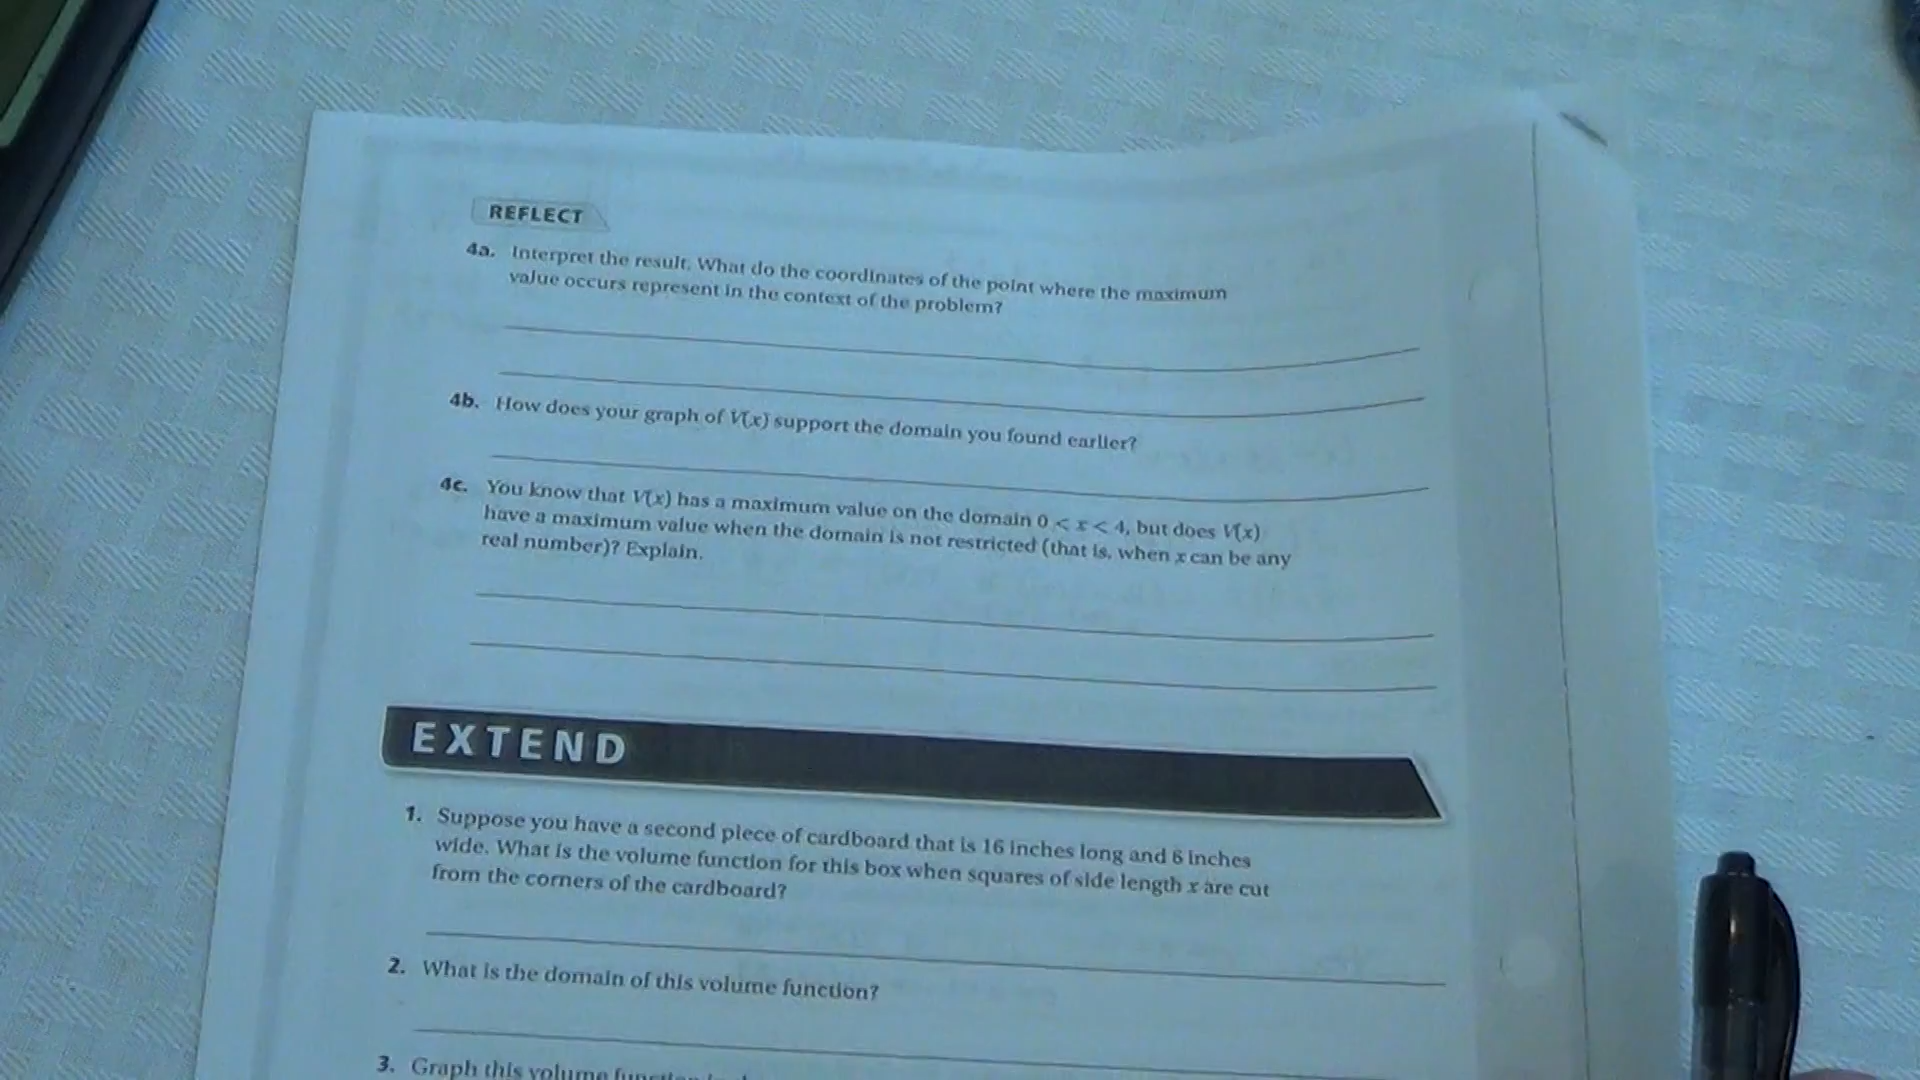 REFLECT
4a. Interpret the result. What do the coordinates of the point where the maximum
value occurs represent in the context of the problem?
4b. How does your graph of V(x) support the domain you found earlier?
4c. You know that V(x) has a maximum value on the domain 0 < x < 4, but does V(x)
have a maximum value when the domain is not restricted (that is, when x can be any
real number)? Explain.
EXTEND
1. Suppose you have a second piece of cardboard that is 16 inches long and 6 inches
wide. What is the volume function for this box when squares of side length x are cut
from the corners of the cardboard?
2. What is the domain of this volume function?
3. Graph this volume function